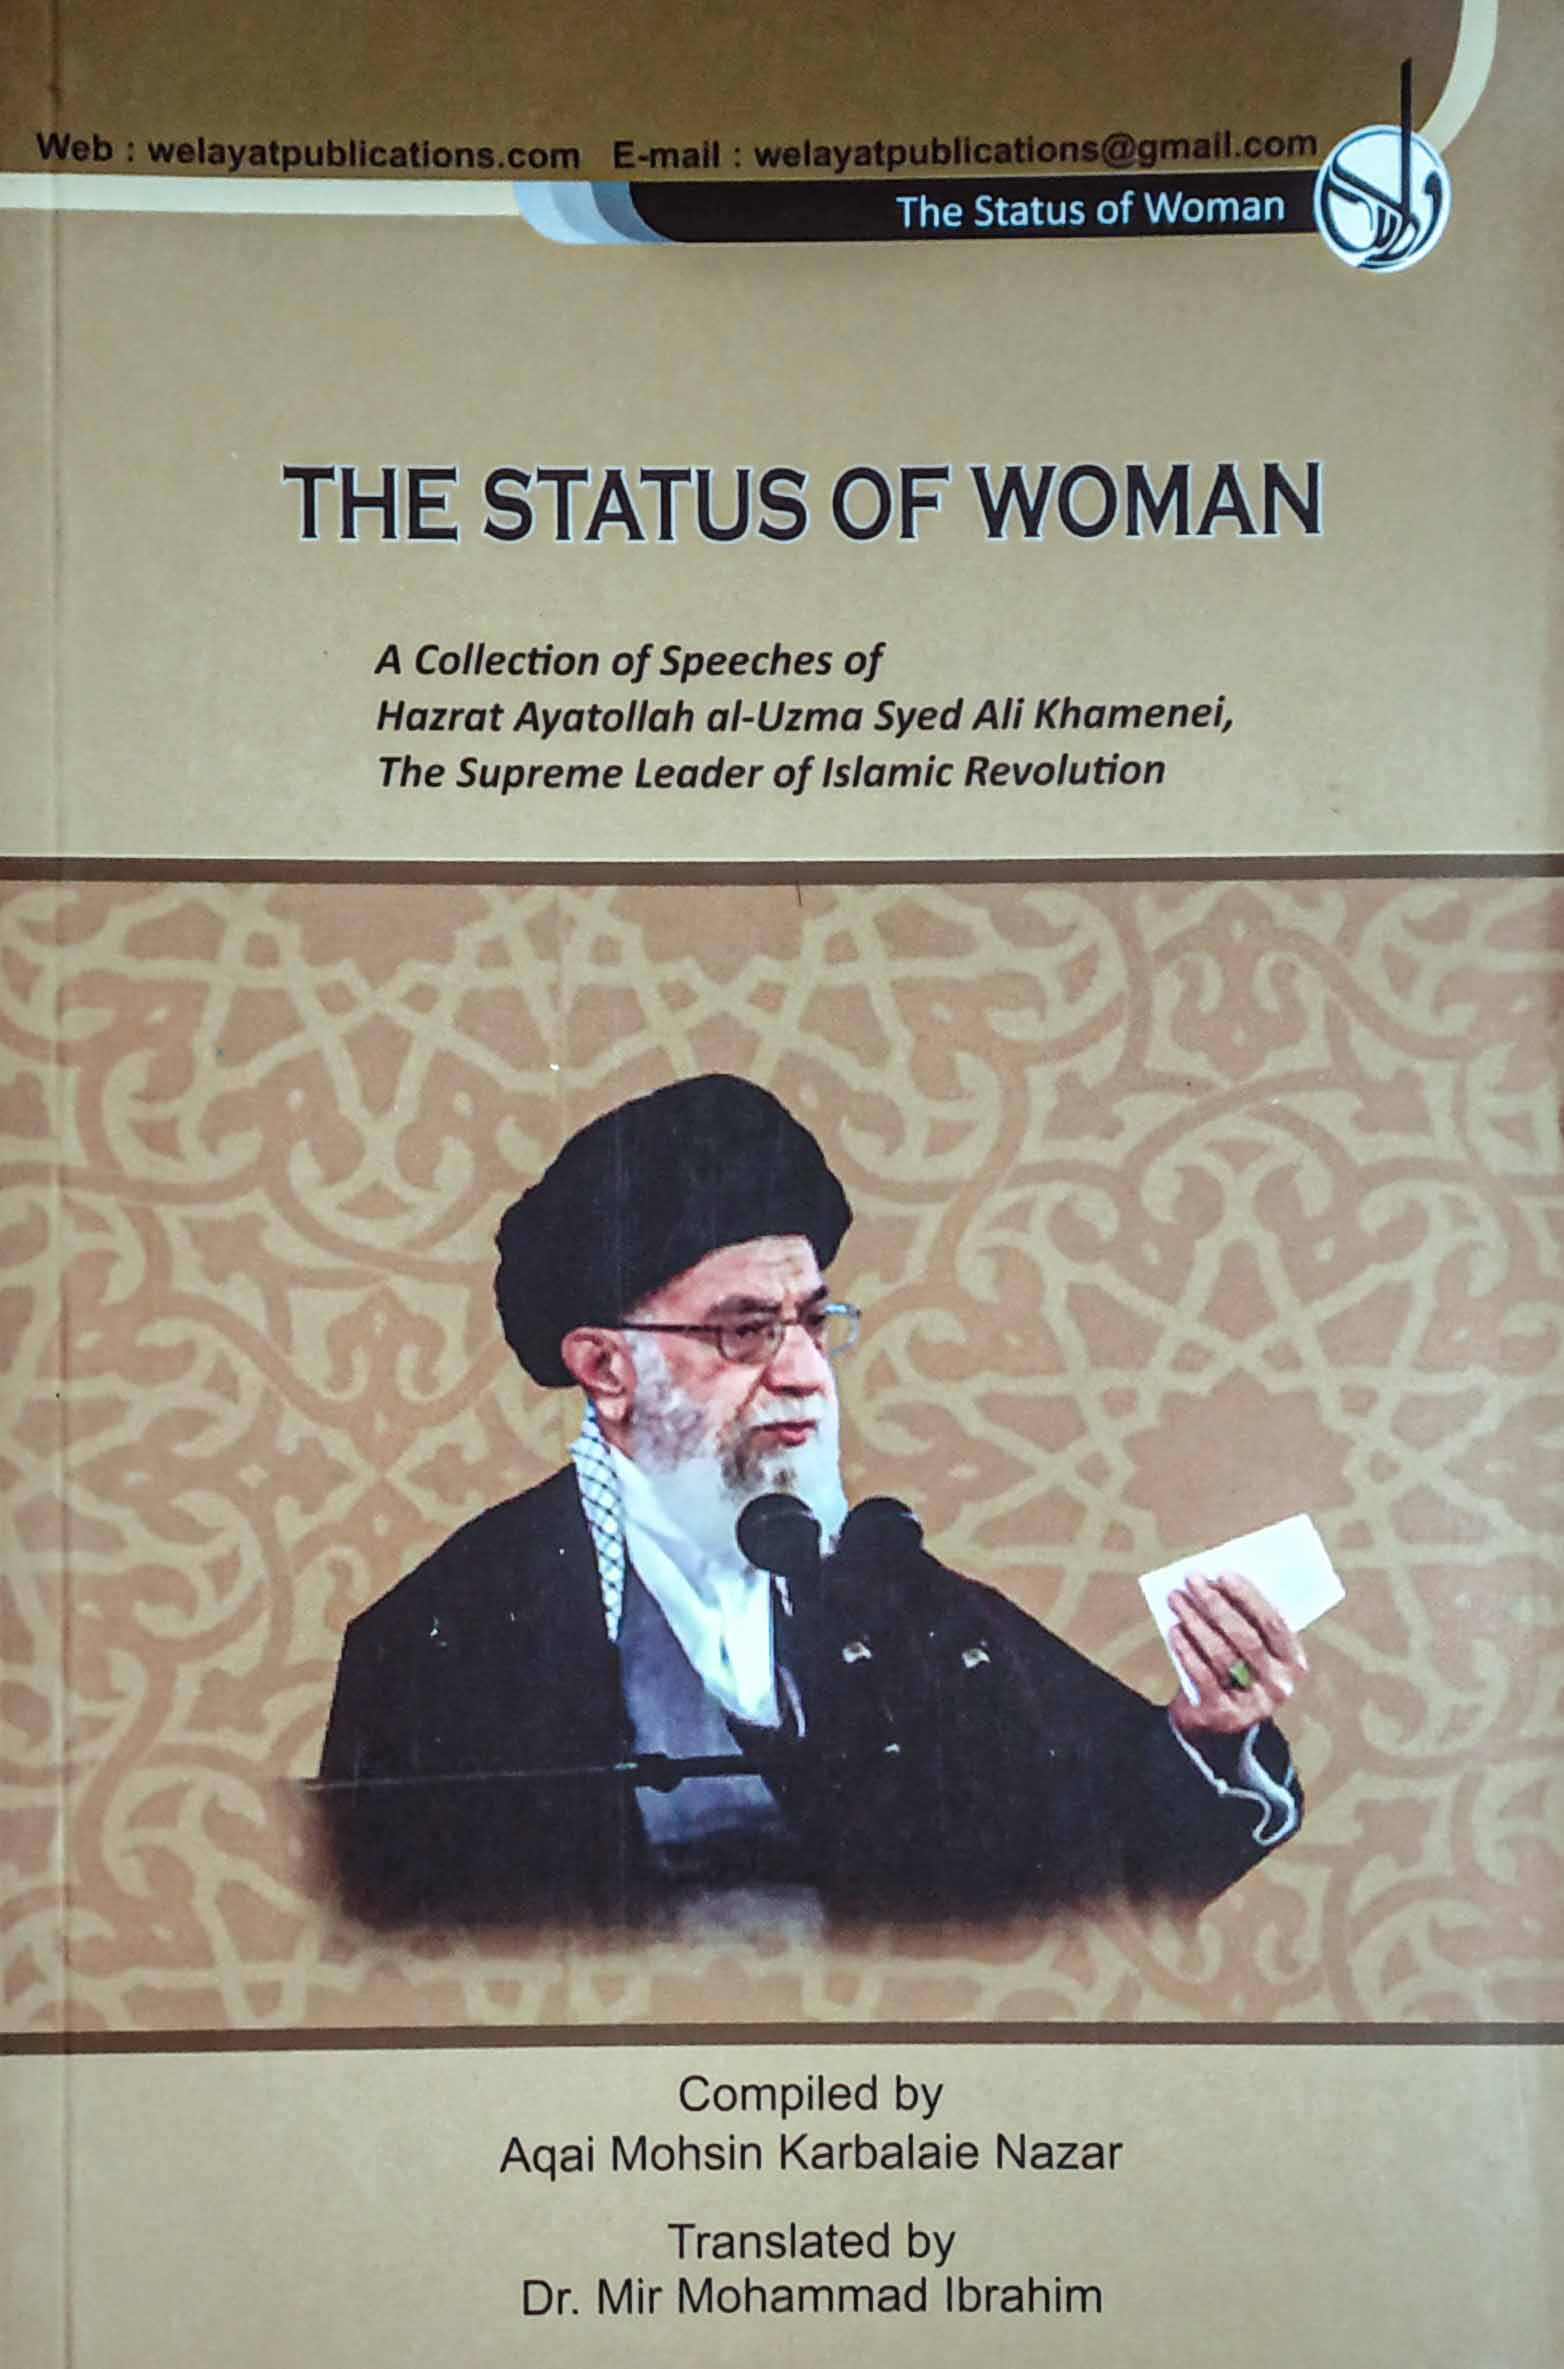 Web : welayatpublications.com E-mail : welayatpublications@gmail.com
The Status of Woman
THE STATUS OF WOMAN
A Collection of Speeches of
Hazrat Ayatollah al-Uzma Syed Ali Khamenei,
The Supreme Leader of Islamic Revolution
Compiled by
Aqai Mohsin Karbalaie Nazar
Translated by
Dr. Mir Mohammad Ibrahim